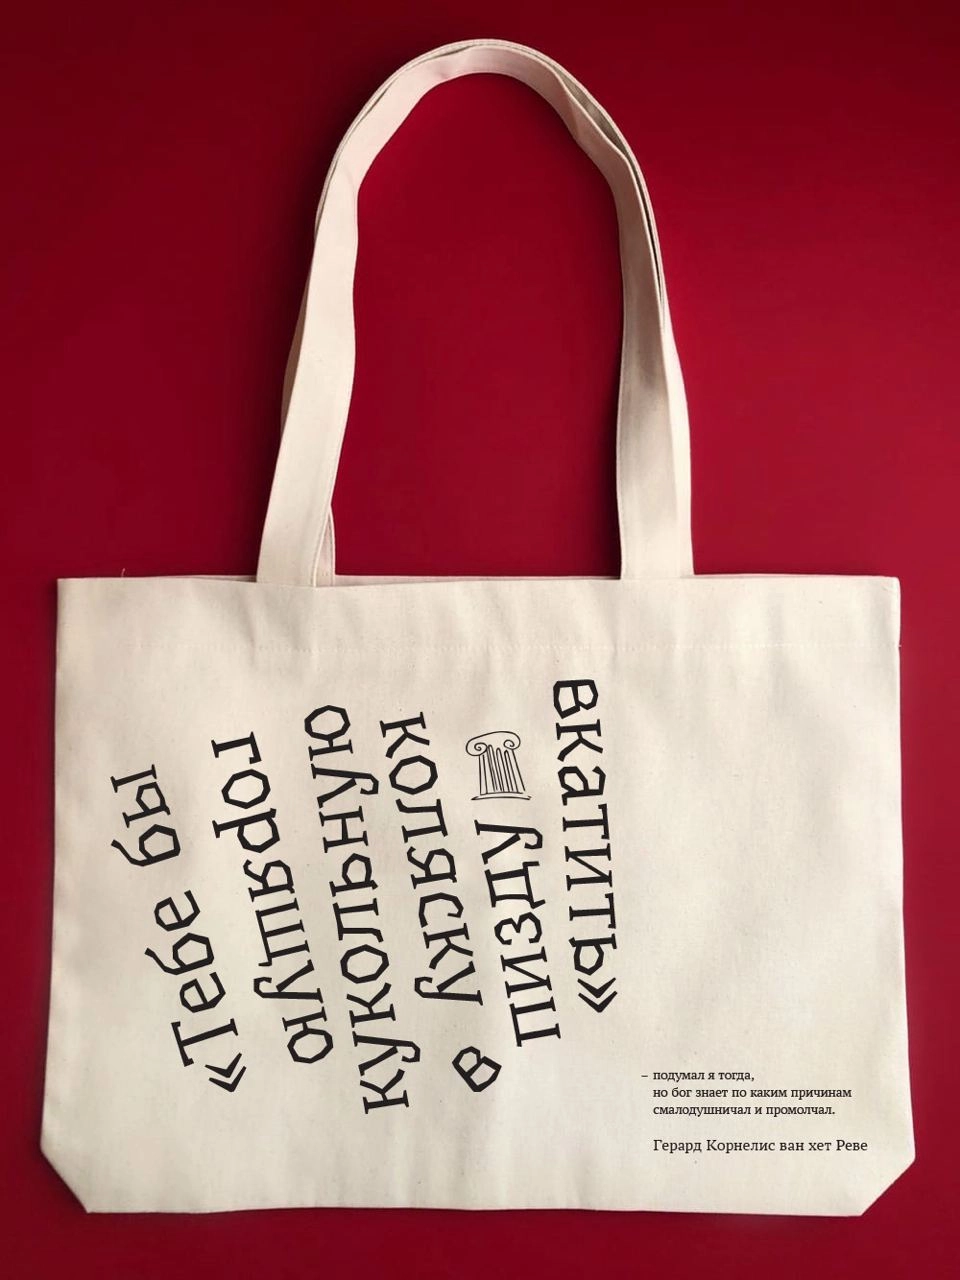 «Тебе бы
горящую
кукольную
коляску в
пизду
вкатить»
– подумал я тогда,
но бог знает по каким причинам
смалодушничал и промолчал.
Герард Корнелис ван хет Реве